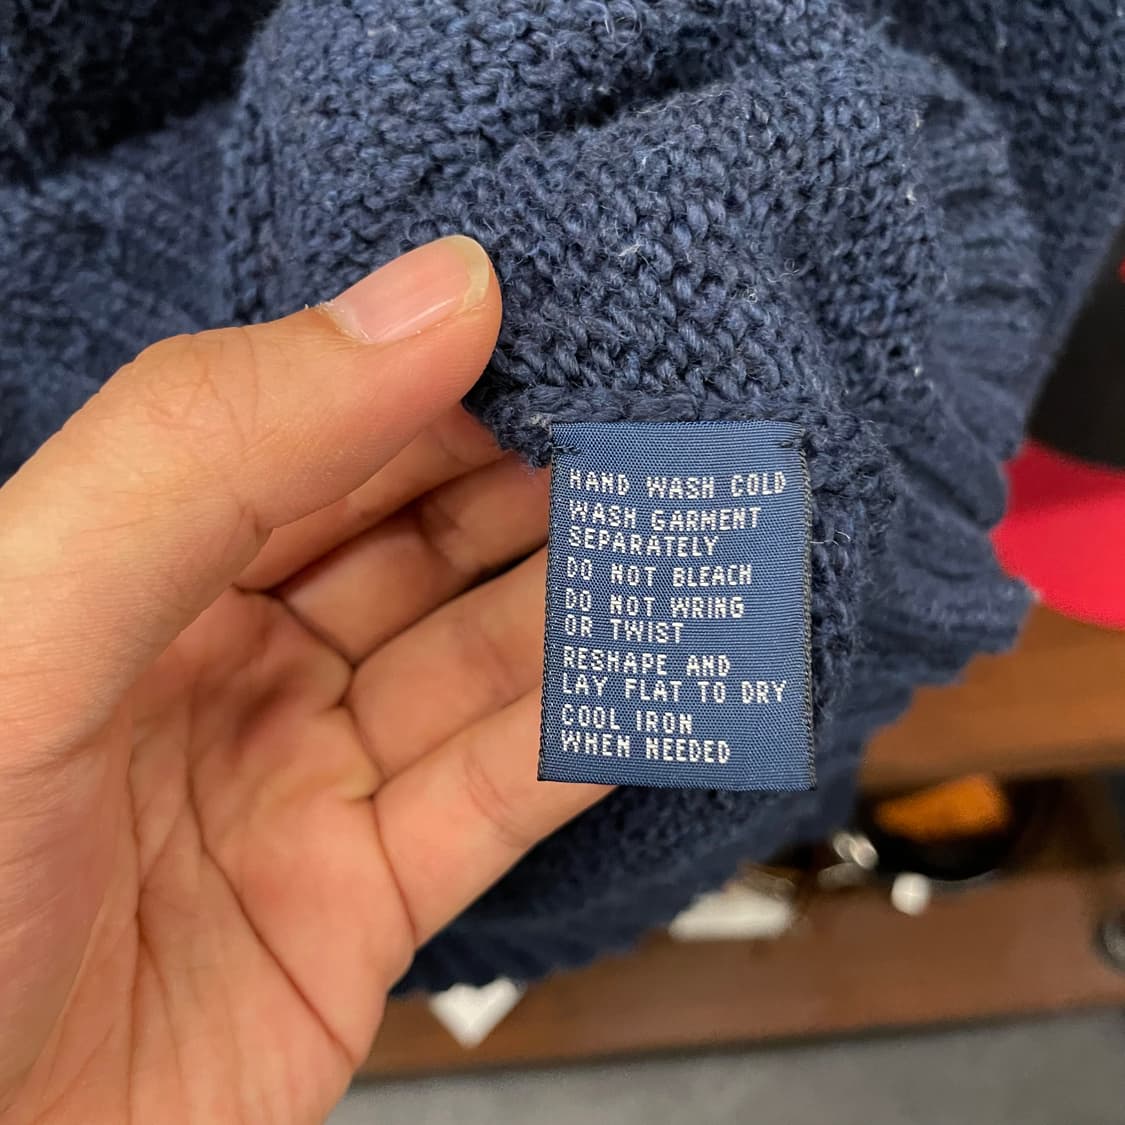 HAND WASH COLD
WASH GARMENT
SEPARATELY
DO NOT BLEACH
DO NOT WRING
OR TWIST
RESHAPE AND
LAY FLAT TO DRY
COOL IRON
WHEN NEEDED